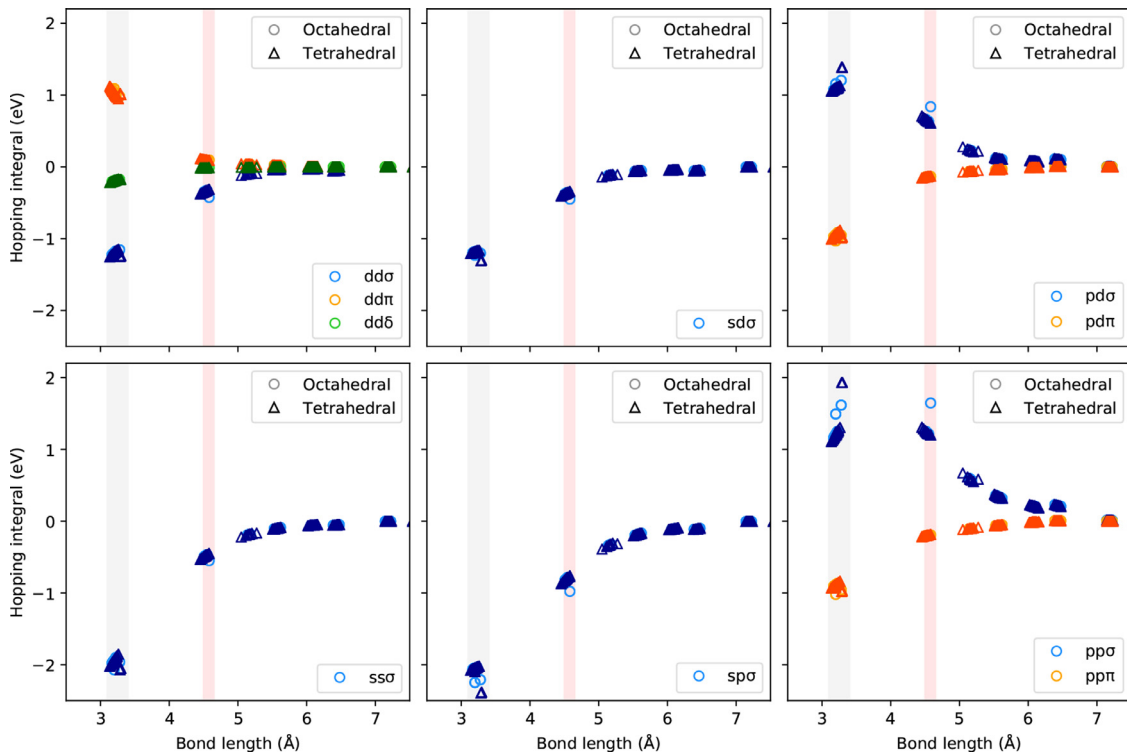 Hopping integral (eV)
2
1
0
−1
−2
Octahedral
Tetrahedral
ddσ
ddπ
ddδ
Octahedral
Tetrahedral
sdσ
Octahedral
Tetrahedral
pdσ
pdπ
Hopping integral (eV)
2
1
0
−1
−2
Octahedral
Tetrahedral
ssσ
3 4 5 6 7
Bond length (Å)
Octahedral
Tetrahedral
spσ
3 4 5 6 7
Bond length (Å)
Octahedral
Tetrahedral
ppσ
ppπ
3 4 5 6 7
Bond length (Å)